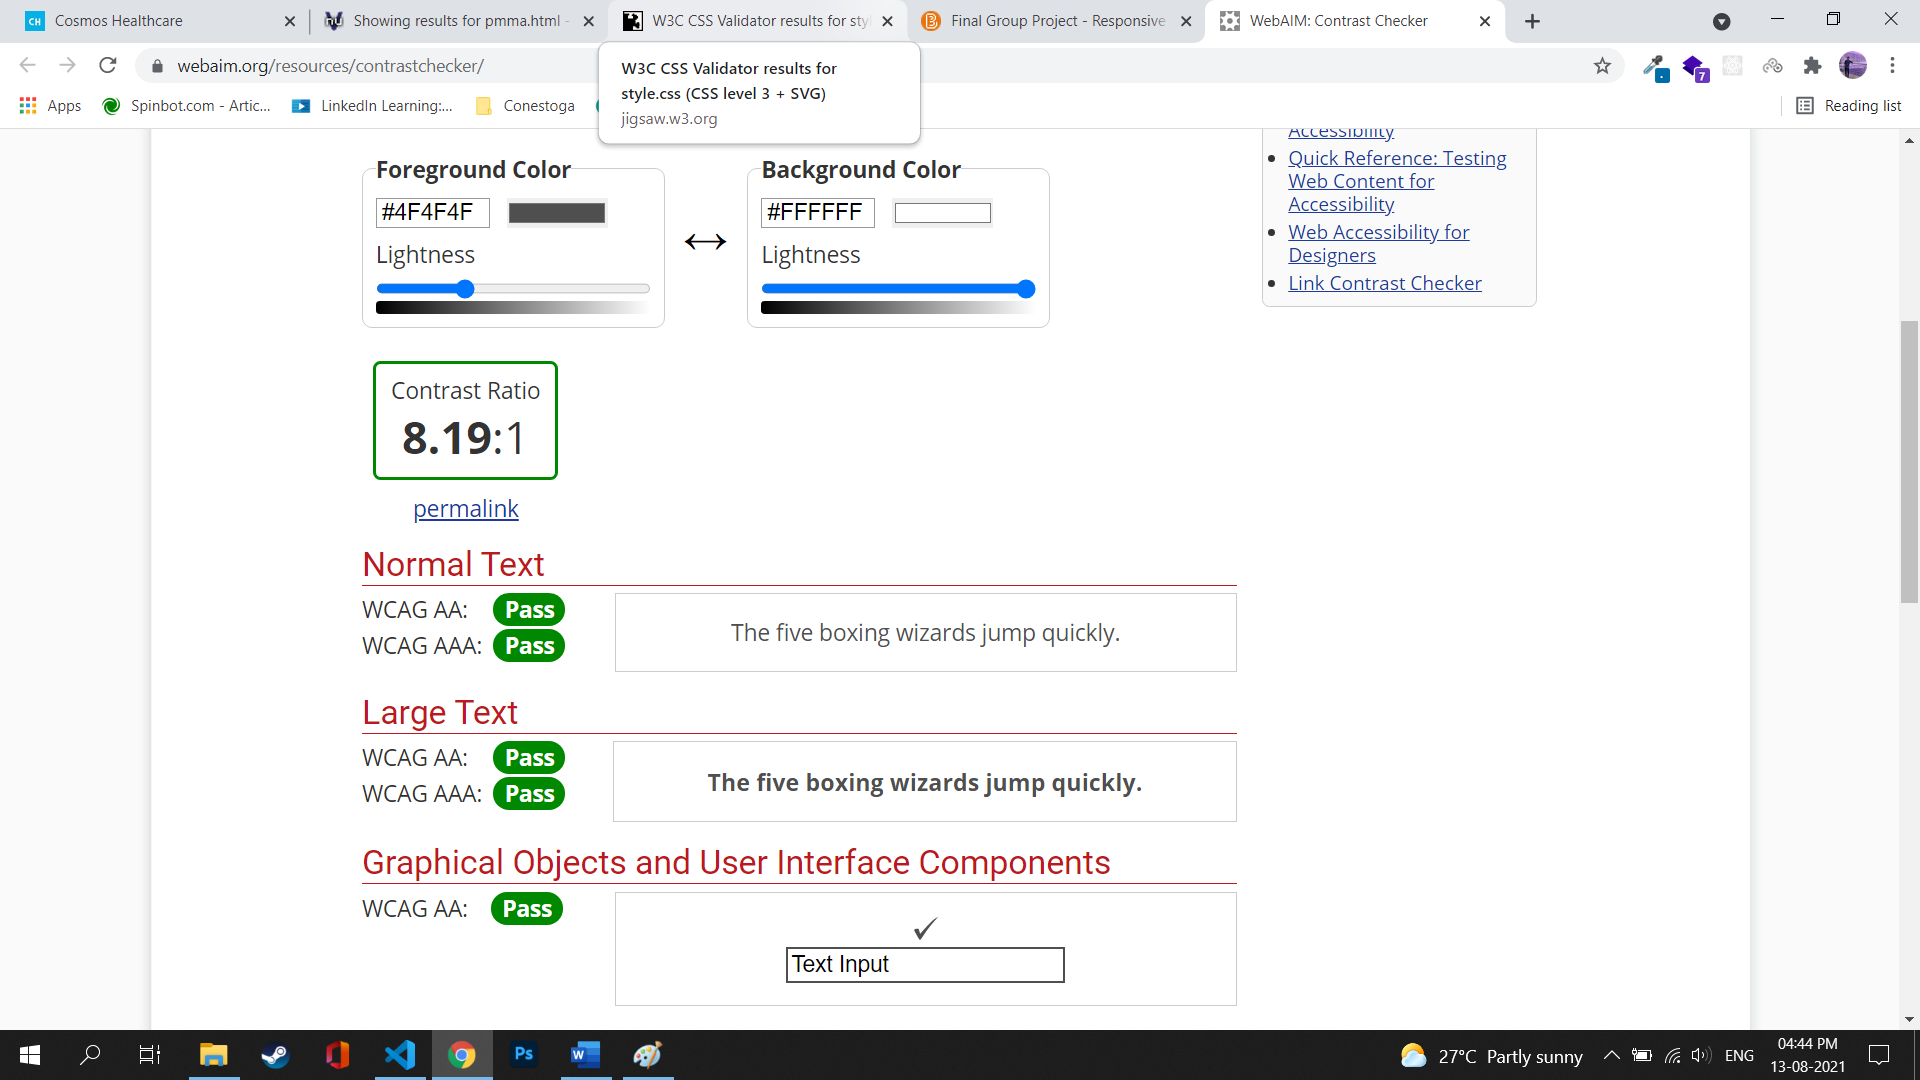 CH Cosmos Healthcare
Showing results for pmma.html -
W3C CSS Validator results for sty
Final Group Project - Responsive
WebAIM: Contrast Checker
webaim.org/resources/contrastchecker/
7
W3C CSS Validator results for
style.css (CSS level 3 + SVG)
jigsaw.w3.org
Apps
Spinbot.com - Artic...
LinkedIn Learning:...
Conestoga
Reading list
Accessibility
Quick Reference: Testing
Web Content for
Accessibility
Web Accessibility for
Designers
Link Contrast Checker
Foreground Color
#4F4F4F
Lightness
Background Color
#FFFFFF
Lightness
Contrast Ratio
8.19:1
permalink
Normal Text
WCAG AA: Pass
WCAG AAA: Pass
The five boxing wizards jump quickly.
Large Text
WCAG AA: Pass
WCAG AAA: Pass
The five boxing wizards jump quickly.
Graphical Objects and User Interface Components
WCAG AA: Pass
Text Input
Ps
27°C Partly sunny
ENG
04:44 PM
13-08-2021